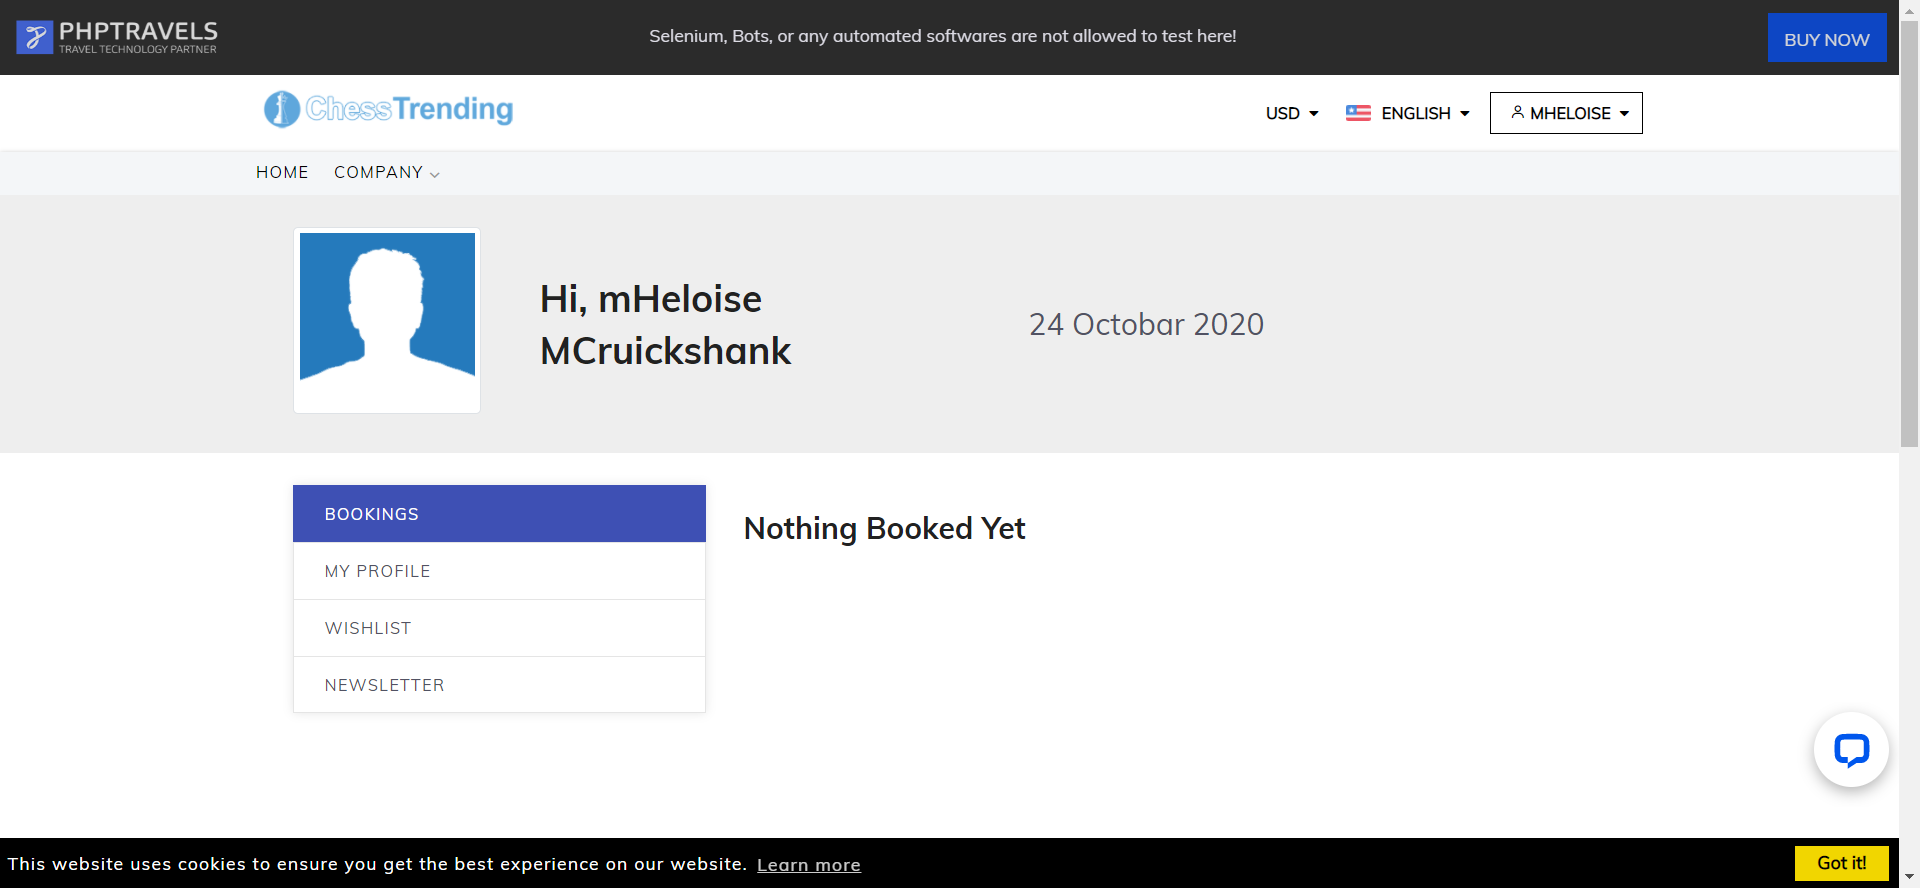 PHPTRAVELS
TRAVEL TECHNOLOGY PARTNER
Selenium, Bots, or any automated softwares are not allowed to test here!
BUY NOW
ChessTrending
USD
ENGLISH
MHELOISE
HOME
COMPANY
Hi, mHeloise
MCruickshank
24 Octobar 2020
BOOKINGS
MY PROFILE
WISHLIST
NEWSLETTER
Nothing Booked Yet
This website uses cookies to ensure you get the best experience on our website. Learn more
Got it!